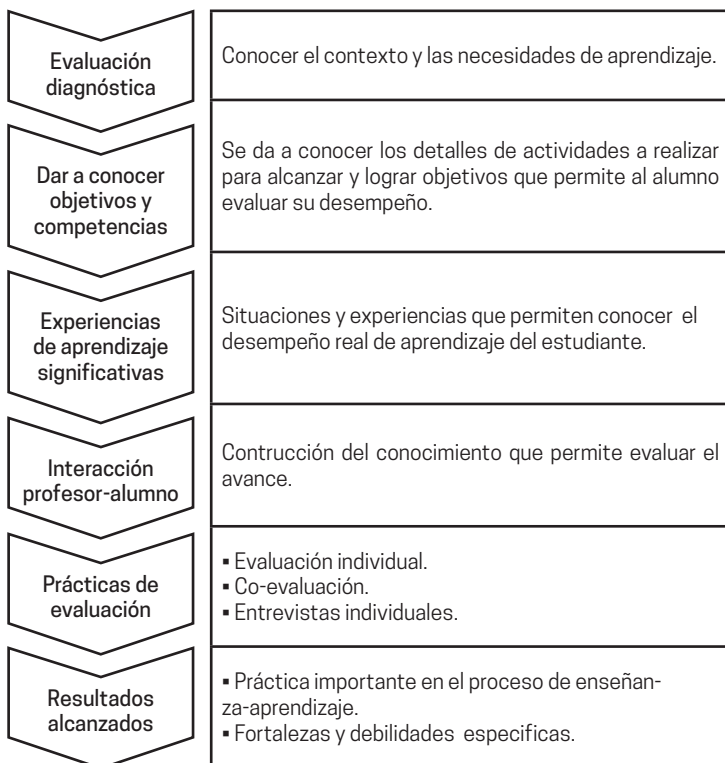 Evaluación
diagnóstica
Conocer el contexto y las necesidades de aprendizaje.
Dar a conocer
objetivos y
competencias
Se da a conocer los detalles de actividades a realizar
para alcanzar y lograr objetivos que permite al alumno
evaluar su desempeño.
Experiencias
de aprendizaje
significativas
Situaciones y experiencias que permiten conocer el
desempeño real de aprendizaje del estudiante.
Interacción
profesor-alumno
Contrucción del conocimiento que permite evaluar el
avance.
Prácticas de
evaluación
▪ Evaluación individual.
▪ Co-evaluación.
▪ Entrevistas individuales.
Resultados
alcanzados
▪ Práctica importante en el proceso de enseñan-
za-aprendizaje.
▪ Fortalezas y debilidades especificas.